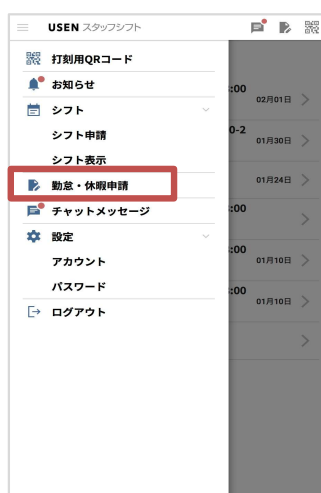 USEN スタッフシフト
打刻用QRコード
お知らせ
:00
02月01日
シフト
シフト申請
0-2
01月30日
シフト表示
勤怠・休暇申請
01月24日
チャットメッセージ
:00
設定
:00
アカウント
01月10日
パスワード
:00
01月10日
ログアウト